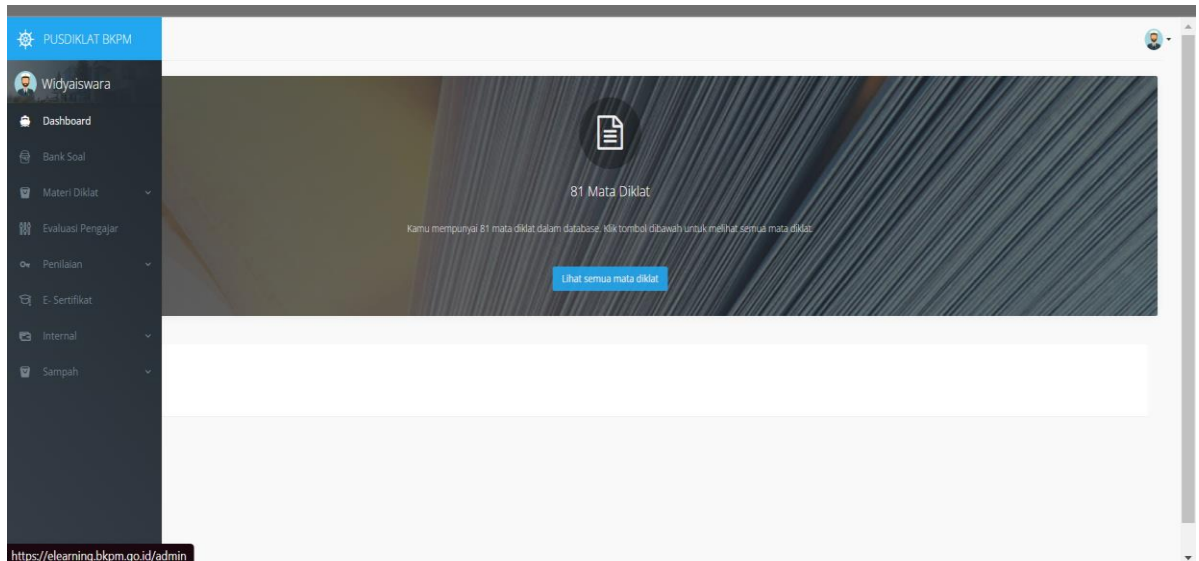 PUSDIKLAT BKPM
Widyaiswara
Dashboard
Bank Soal
Materi Diklat
Evaluasi Pengajar
Penilaian
E- Sertifikat
Internal
Sampah
81 Mata Diklat
Kamu mempunyai 81 mata diklat dalam database. Klik tombol dibawah untuk melihat semua mata diklat.
Lihat semua mata diklat
https://elearning.bkpm.go.id/admin